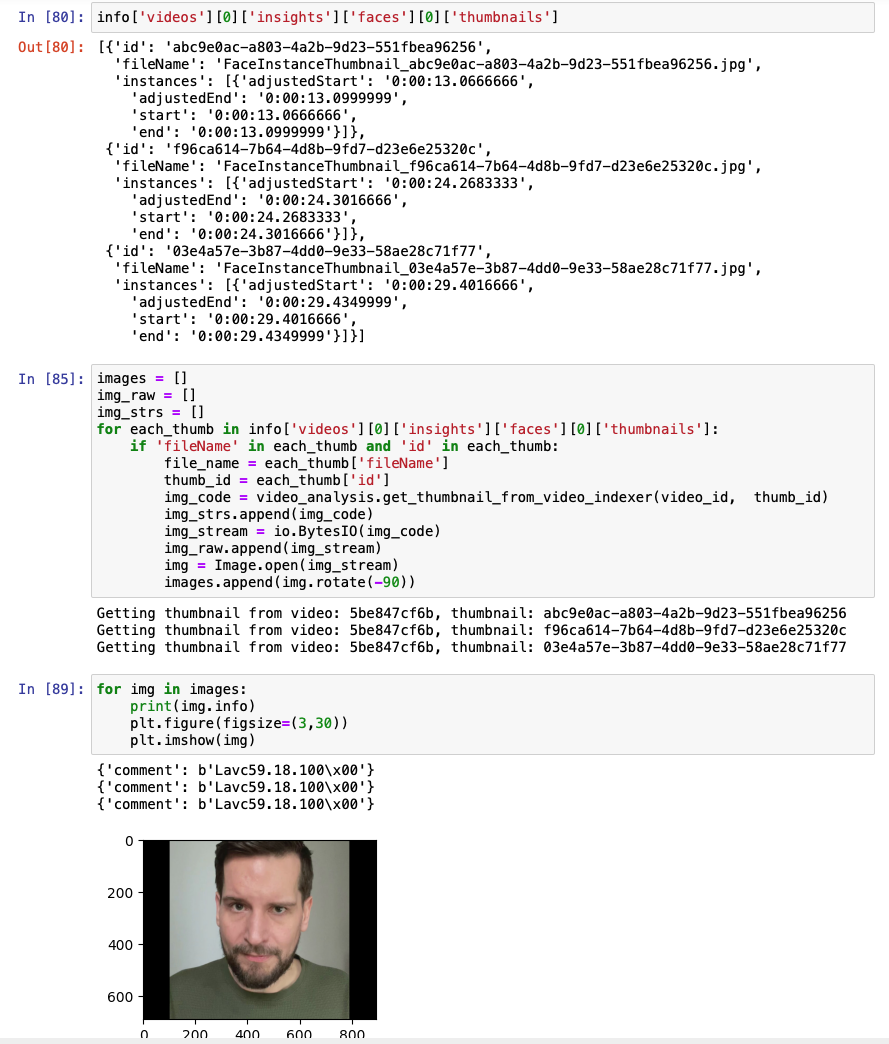 In [80]: info['videos'][0]['insights']['faces'][0]['thumbnails']
Out[80]: [{'id': 'abc9e0ac-a803-4a2b-9d23-551fbea96256',
'fileName': 'FaceInstanceThumbnail_abc9e0ac-a803-4a2b-9d23-551fbea96256.jpg',
'instances': [{'adjustedStart': '0:00:13.0666666',
'adjustedEnd': '0:00:13.0999999',
'start': '0:00:13.0666666',
'end': '0:00:13.0999999'}]},
{'id': 'f96ca614-7b64-4d8b-9fd7-d23e6e25320c',
'fileName': 'FaceInstanceThumbnail_f96ca614-7b64-4d8b-9fd7-d23e6e25320c.jpg',
'instances': [{'adjustedStart': '0:00:24.2683333',
'adjustedEnd': '0:00:24.3016666',
'start': '0:00:24.2683333',
'end': '0:00:24.3016666'}]},
{'id': '03e4a57e-3b87-4dd0-9e33-58ae28c71f77',
'fileName': 'FaceInstanceThumbnail_03e4a57e-3b87-4dd0-9e33-58ae28c71f77.jpg',
'instances': [{'adjustedStart': '0:00:29.4016666',
'adjustedEnd': '0:00:29.4349999',
'start': '0:00:29.4016666',
'end': '0:00:29.4349999'}]}]
In [85]: images = []
img_raw = []
img_strs = []
for each_thumb in info['videos'][0]['insights']['faces'][0]['thumbnails']:
if 'fileName' in each_thumb and 'id' in each_thumb:
file_name = each_thumb['fileName']
thumb_id = each_thumb['id']
img_code = video_analysis.get_thumbnail_from_video_indexer(video_id,  thumb_id)
img_strs.append(img_code)
img_stream = io.BytesIO(img_code)
img_raw.append(img_stream)
img = Image.open(img_stream)
images.append(img.rotate(-90))
Getting thumbnail from video: 5be847cf6b, thumbnail: abc9e0ac-a803-4a2b-9d23-551fbea96256
Getting thumbnail from video: 5be847cf6b, thumbnail: f96ca614-7b64-4d8b-9fd7-d23e6e25320c
Getting thumbnail from video: 5be847cf6b, thumbnail: 03e4a57e-3b87-4dd0-9e33-58ae28c71f77
In [89]: for img in images:
print(img.info)
plt.figure(figsize=(3,30))
plt.imshow(img)
{'comment': b'Lavc59.18.100\x00'}
{'comment': b'Lavc59.18.100\x00'}
{'comment': b'Lavc59.18.100\x00'}
0
200
400
600
0 200 400 600 800